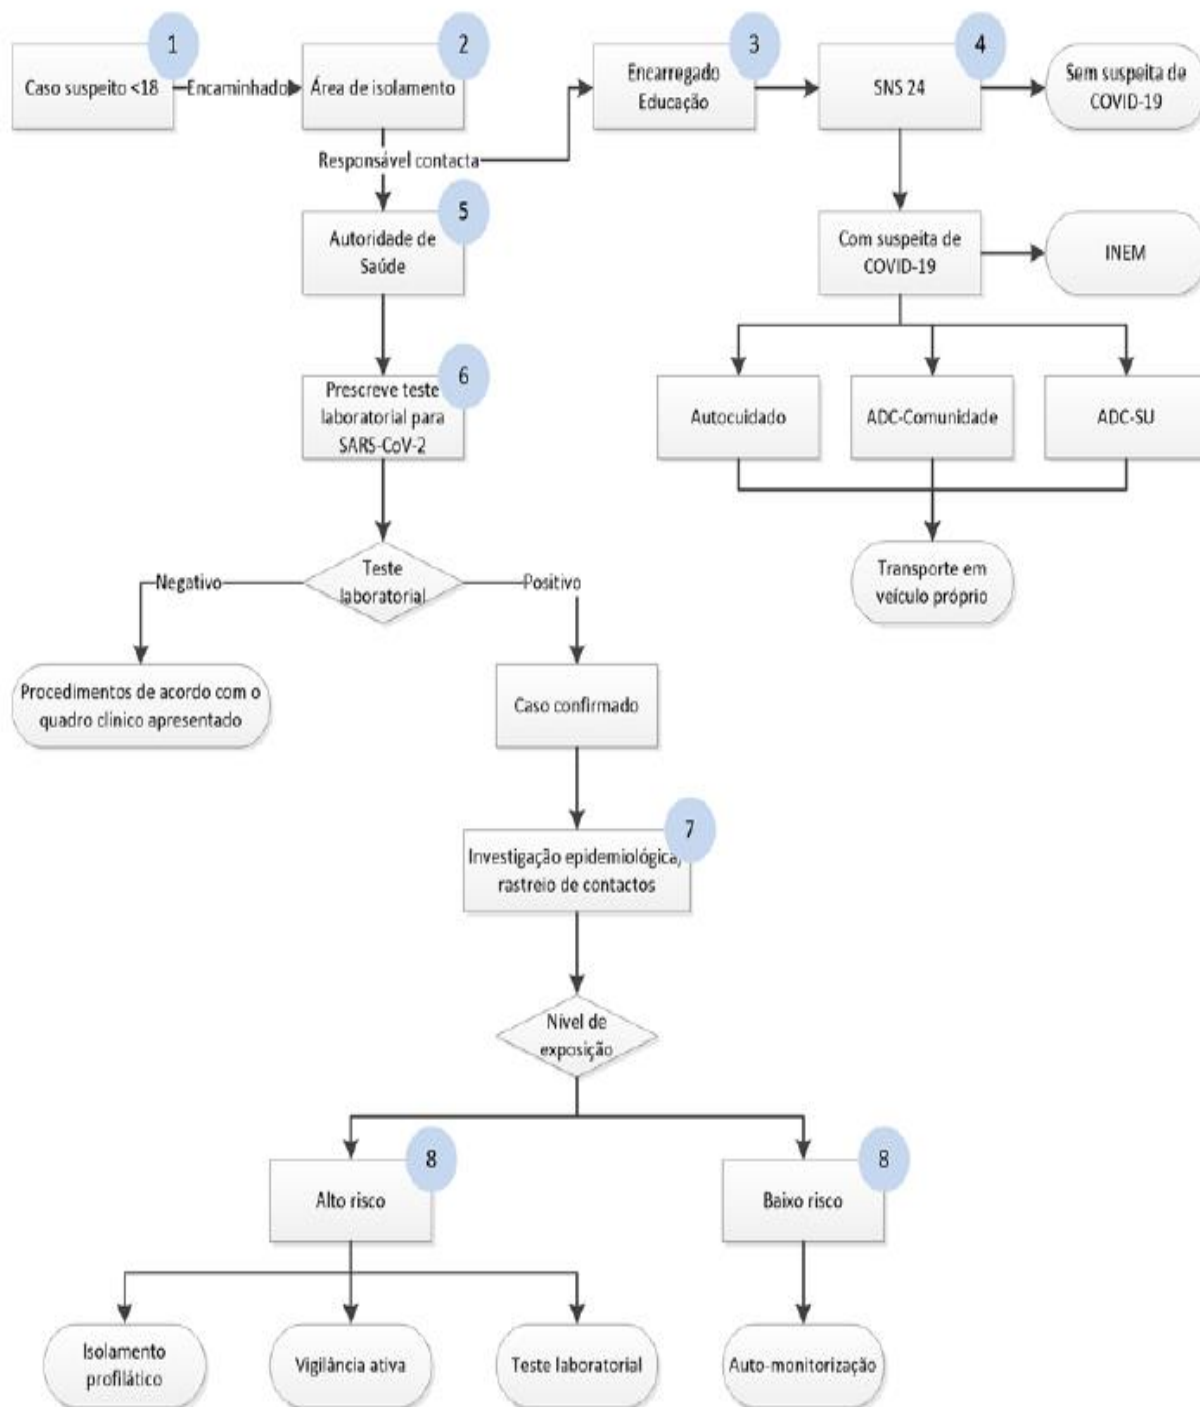 1
2
3
4
Caso suspeito <18
Encaminhado
Área de isolamento
Encarregado
Educação
SNS 24
Sem suspeita de
COVID-19
Responsável contacta
5
Autoridade de
Saúde
Com suspeita de
COVID-19
INEM
6
Prescreve teste
laboratorial para
SARS-CoV-2
Autocuidado
ADC-Comunidade
ADC-SU
Teste
laboratorial
Negativo
Positivo
Transporte em
veículo próprio
Procedimentos de acordo com o
quadro clínico apresentado
Caso confirmado
7
Investigação epidemiológica/
rastreio de contactos
Nível de
exposição
8
8
Alto risco
Baixo risco
Isolamento
profilático
Vigilância ativa
Teste laboratorial
Auto-monitorização